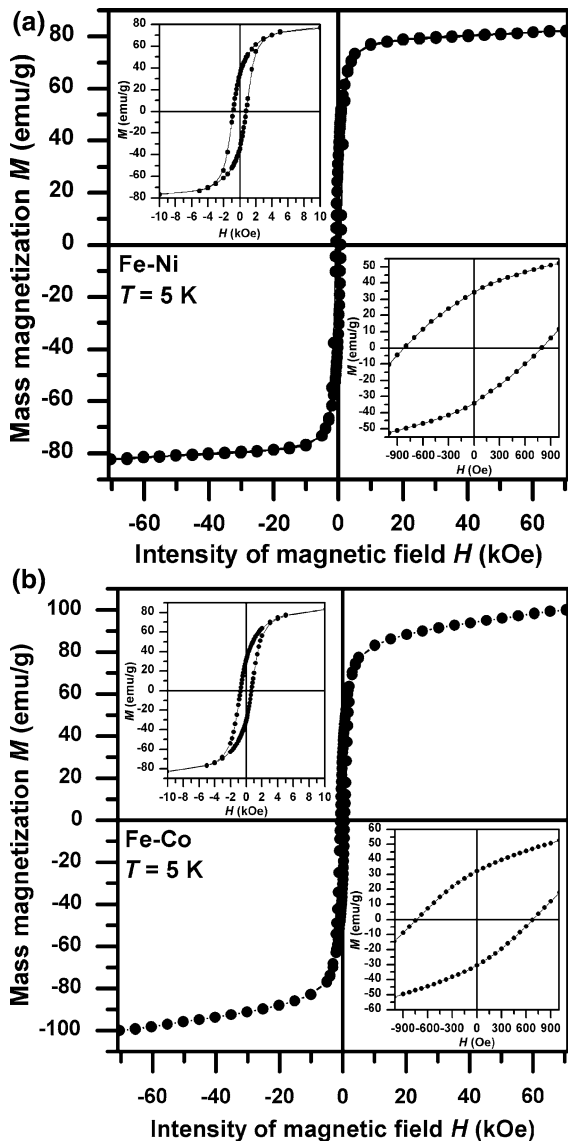 (a)
Mass magnetization M (emu/g)
80
60
40
20
0
-20
-40
-60
-80
-60 -40 -20 0 20 40 60
Intensity of magnetic field H (kOe)
Fe-Ni
T = 5 K
M (emu/g)
80
60
40
20
0
-20
-40
-60
-80
-10 -8 -6 -4 -2 0 2 4 6 8 10
H (kOe)
M (emu/g)
50
40
30
20
10
0
-10
-20
-30
-40
-50
-900 -600 -300 0 300 600 900
H (Oe)
(b)
Mass magnetization M (emu/g)
100
80
60
40
20
0
-20
-40
-60
-80
-100
-60 -40 -20 0 20 40 60
Intensity of magnetic field H (kOe)
Fe-Co
T = 5 K
M (emu/g)
80
60
40
20
0
-20
-40
-60
-80
-10 -8 -6 -4 -2 0 2 4 6 8 10
H (kOe)
M (emu/g)
60
50
40
30
20
10
0
-10
-20
-30
-40
-50
-60
-900 -600 -300 0 300 600 900
H (Oe)